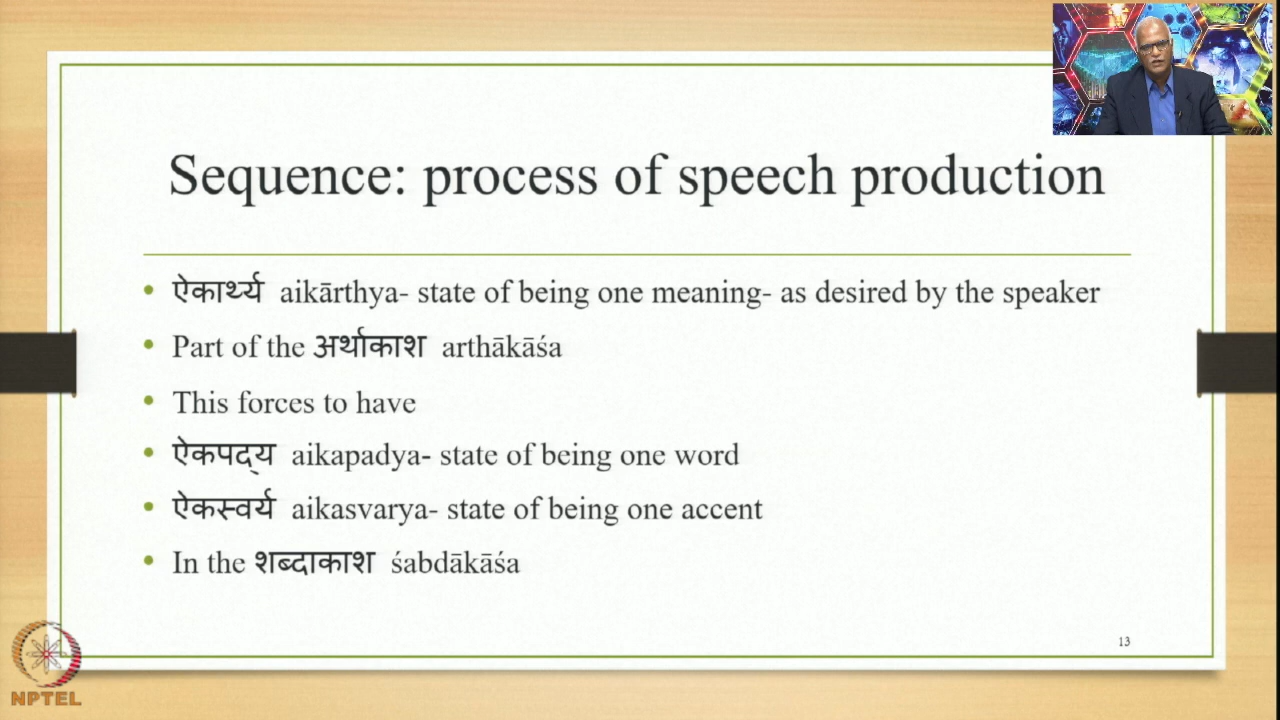 Sequence: process of speech production
• ऐकार्थ्य aikārthya- state of being one meaning- as desired by the speaker
• Part of the अर्थाकाश arthākāśa
• This forces to have
• ऐकपद्य aikapadya- state of being one word
• ऐकस्वर्य aikasvarya- state of being one accent
• In the शब्दाकाश śabdākāśa
13
NPTEL